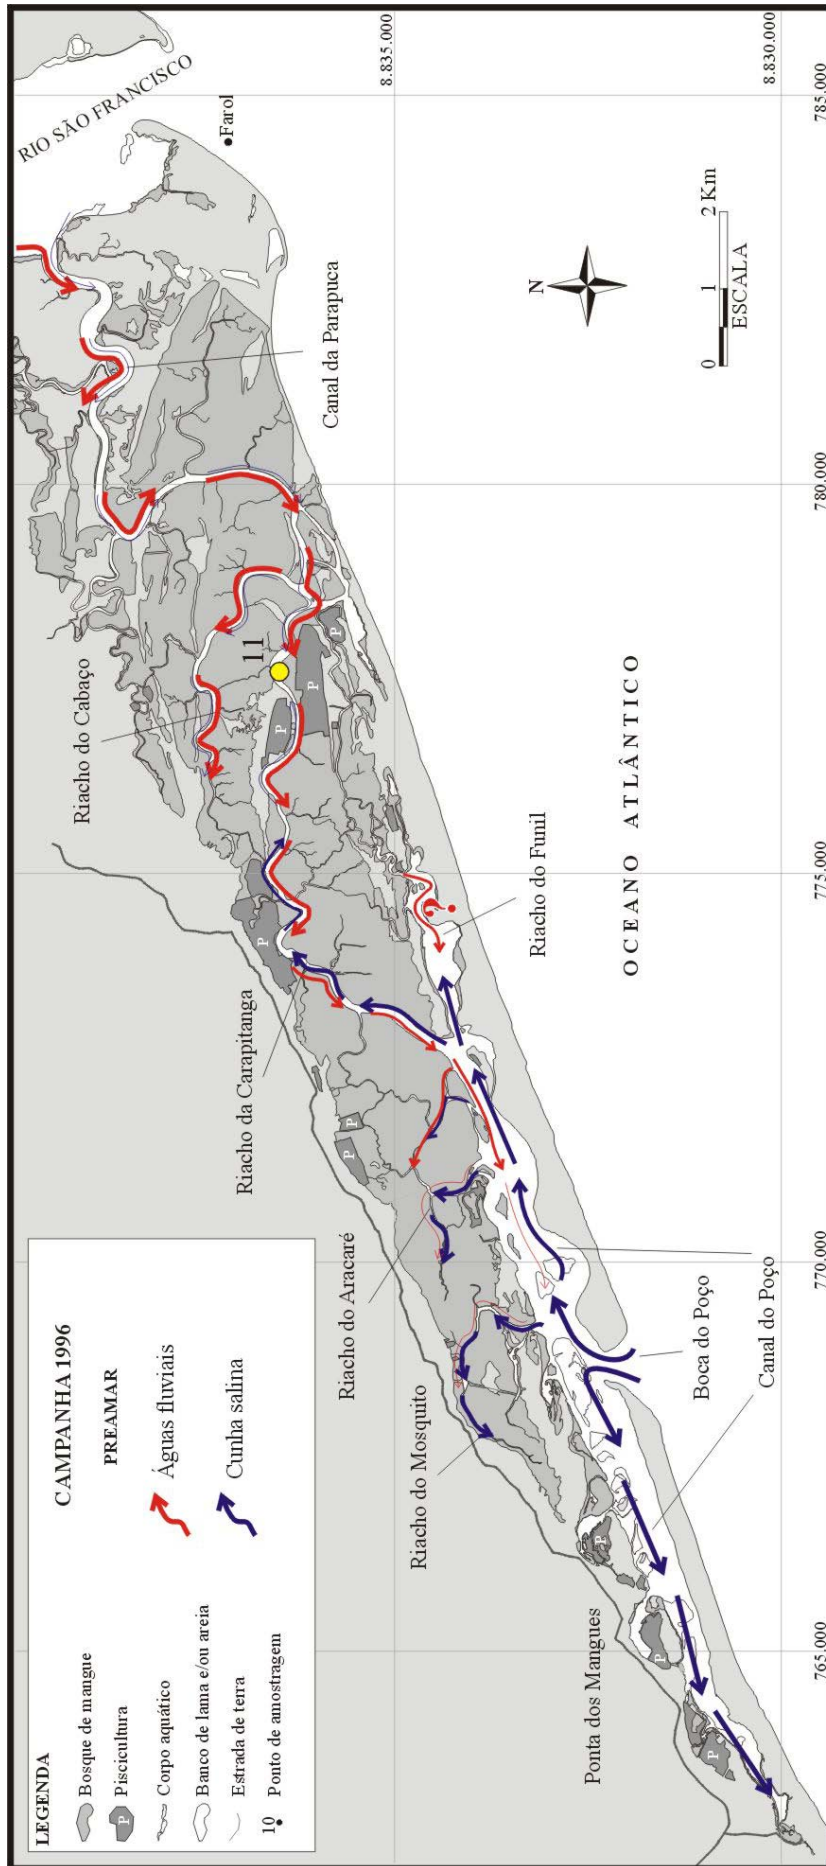 LEGENDA
Bosque de mangue
P
Piscicultura
Corpo aquático
Banco de lama e/ou areia
Estrada de terra
10
Ponto de amostragem
CAMPANHA 1996
PREAMAR
Águas fluviais
Cunha salina
RIO SÃO FRANCISCO
Farol
Canal da Parapuca
Riacho do Cabaço
11
P
P
P
P
Riacho da Carapitanga
Riacho do Funil
?
P
P
Riacho do Aracaré
Riacho do Mosquito
Boca do Poço
Canal do Poço
Ponta dos Mangues
P
P
P
OCEANO ATLÂNTICO
N
0 1 2 Km
ESCALA
8.835.000
8.830.000
765.000
770.000
775.000
780.000
785.000